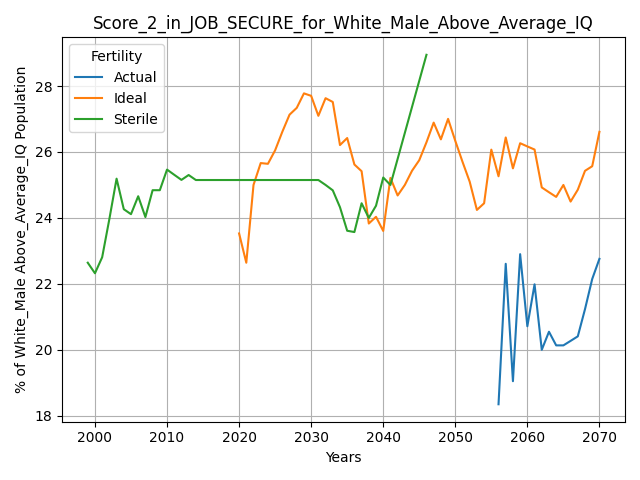 Score_2_in_JOB_SECURE_for_White_Male_Above_Average_IQ
Fertility
Actual
Ideal
Sterile
% of White_Male Above_Average_IQ Population
28
26
24
22
20
18
2000 2010 2020 2030 2040 2050 2060 2070
Years